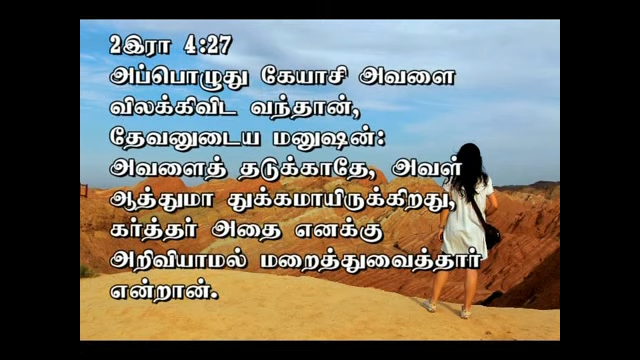 2இரா 4:27
அப்பொழுது கேயாசி அவளை
விலக்கிவிட வந்தான்,
தேவனுடைய மனுஷன்:
அவளைத் தடுக்காதே, அவள்
ஆத்துமா துக்கமாயிருக்கிறது,
கர்த்தர் அதை எனக்கு
அறிவியாமல் மறைத்துவைத்தார்
என்றான்.